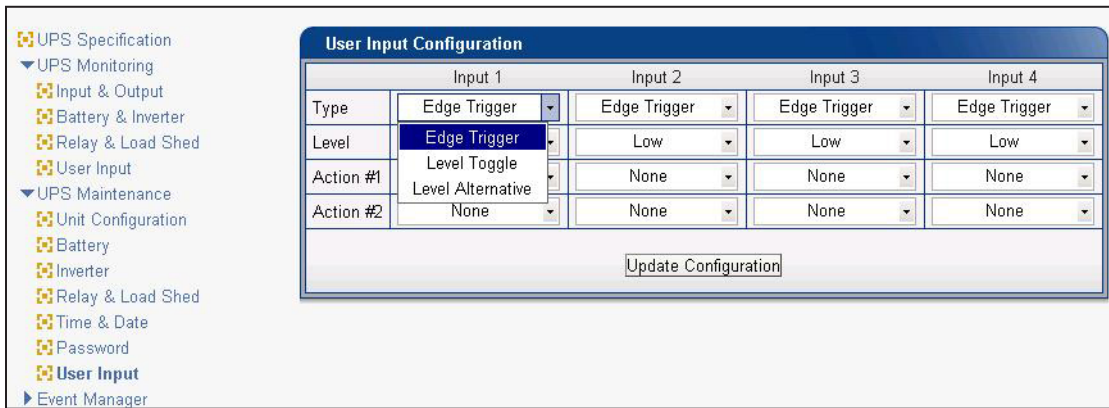 UPS Specification
UPS Monitoring
Input & Output
Battery & Inverter
Relay & Load Shed
User Input
UPS Maintenance
Unit Configuration
Battery
Inverter
Relay & Load Shed
Time & Date
Password
User Input
Event Manager
User Input Configuration
Input 1 Input 2 Input 3 Input 4
Type Edge Trigger Edge Trigger Edge Trigger Edge Trigger
Edge Trigger
Level Toggle
Level Alternative
Level Low Low Low
Action #1 None None None
Action #2 None None None None
Update Configuration